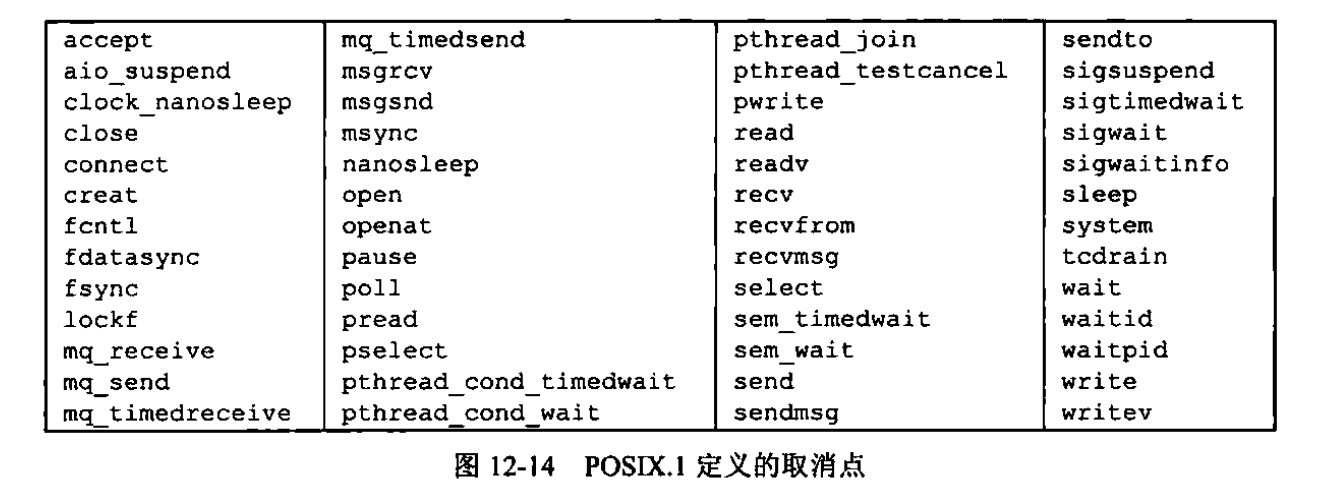 accept mq_timedsend pthread_join sendto
aio_suspend msgrcv pthread_testcancel sigsuspend
clock_nanosleep msgsnd pwrite sigtimedwait
close msync read sigwait
connect nanosleep readv sigwaitinfo
creat open recv sleep
fcntl openat recvfrom system
fdatasync pause recvmsg tcdrain
fsync poll select wait
lockf pread sem_timedwait waitid
mq_receive pselect sem_wait waitpid
mq_send pthread_cond_timedwait send write
mq_timedreceive pthread_cond_wait sendmsg writev
图 12-14 POSIX.1 定义的取消点